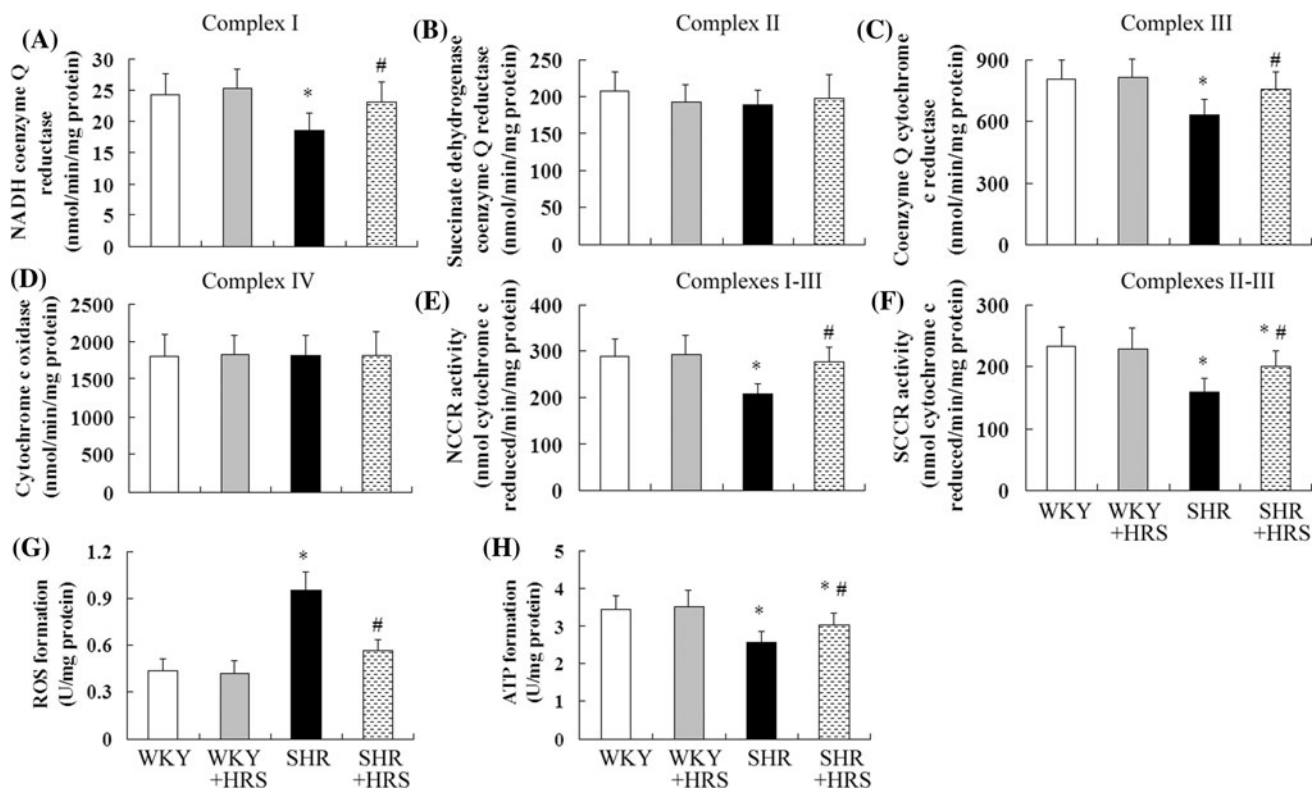 Complex I
(A)
NADH coenzyme Q
reductase
(nmol/min/mg protein)
30
25
20
15
10
5
0
*
#
Complex II
(B)
Succinate dehydrogenase
coenzyme Q reductase
(nmol/min/mg protein)
250
200
150
100
50
0
Complex III
(C)
Coenzyme Q cytochrome
c reductase
(nmol/min/mg protein)
900
600
300
0
*
#
Complex IV
(D)
Cytochrome c oxidase
(nmol/min/mg protein)
2500
2000
1500
1000
500
0
Complexes I-III
(E)
NCCR activity
(nmol cytochrome c
reduced/min/mg protein)
400
300
200
100
0
*
#
Complexes II-III
(F)
SCCR activity
(nmol cytochrome c
reduced/min/mg protein)
300
200
100
0
*
* #
WKY WKY SHR SHR
+HRS +HRS
(G)
ROS formation
(U/mg protein)
1.2
0.9
0.6
0.3
0
*
#
WKY WKY SHR SHR
+HRS +HRS
(H)
ATP formation
(U/mg protein)
5
4
3
2
1
0
*
* #
WKY WKY SHR SHR
+HRS +HRS